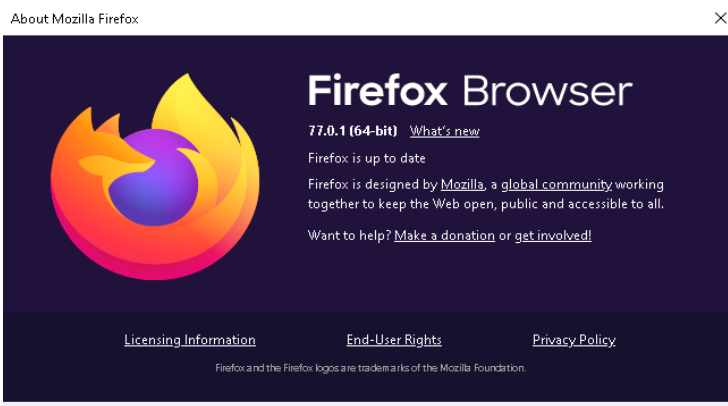 About Mozilla Firefox
Firefox Browser
77.0.1 (64-bit) What's new
Firefox is up to date
Firefox is designed by Mozilla, a global community working
together to keep the Web open, public and accessible to all.
Want to help? Make a donation or get involved!
Licensing Information End-User Rights Privacy Policy
Firefox and the Firefox logos are trademarks of the Mozilla Foundation.